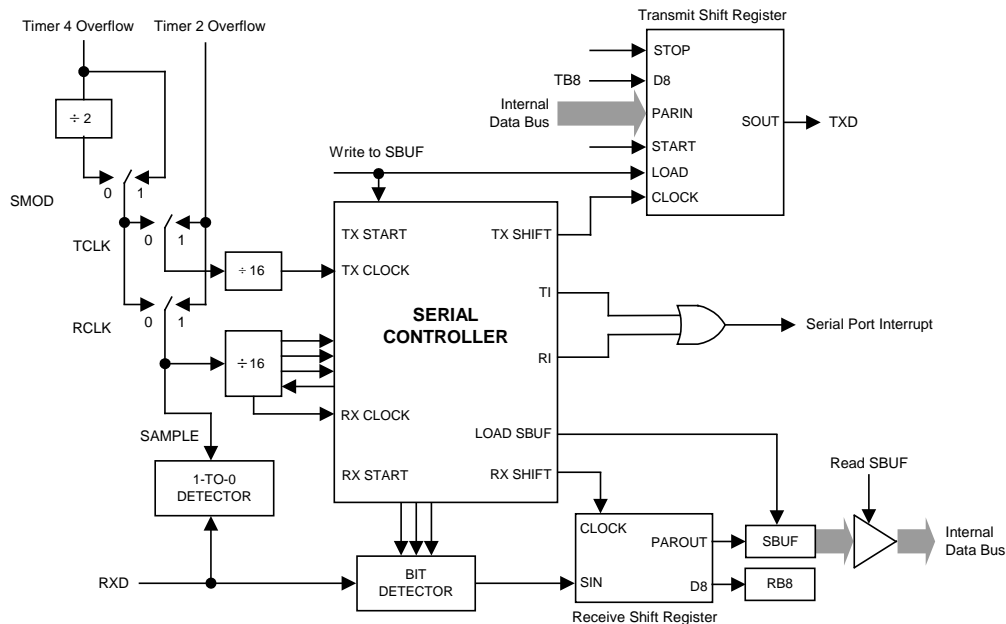 Timer 4 Overflow
Timer 2 Overflow
÷ 2
SMOD
0
1
TCLK
0
1
RCLK
0
1
÷ 16
÷ 16
SAMPLE
1-TO-0
DETECTOR
RXD
Write to SBUF
TX START
TX CLOCK
SERIAL
CONTROLLER
RX CLOCK
RX START
TX SHIFT
TI
RI
LOAD SBUF
RX SHIFT
BIT
DETECTOR
Transmit Shift Register
STOP
TB8
D8
Internal
Data Bus
PARIN
START
LOAD
CLOCK
SOUT
TXD
Serial Port Interrupt
CLOCK
PAROUT
SIN
D8
Receive Shift Register
SBUF
RB8
Read SBUF
Internal
Data Bus